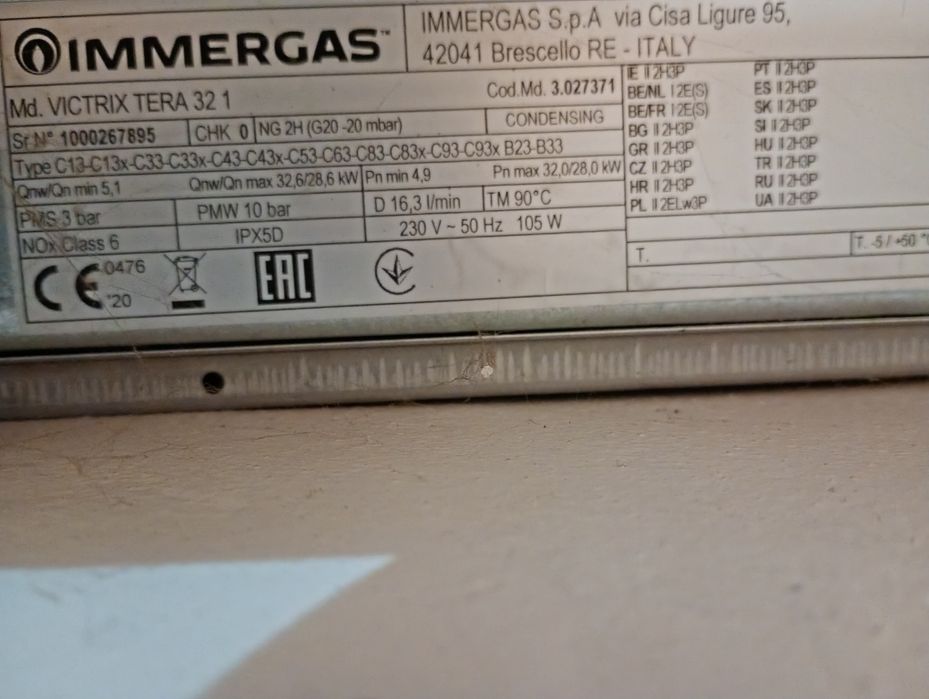 IMMERGAS™
IMMERGAS S.p.A via Cisa Ligure 95,
42041 Brescello RE - ITALY
Md. VICTRIX TERA 32 1
Cod.Md. 3.027371
Sr.N° 1000267895 CHK 0 NG 2H (G20 -20 mbar) CONDENSING
Type C13-C13x-C33-C33x-C43-C43x-C53-C63-C83-C83x-C93-C93x B23-B33
Qnw/Qn min 5,1 Qnw/Qn max 32,6/28,6 kW Pn min 4,9 Pn max 32,0/28,0 kW
PMS 3 bar PMW 10 bar D 16,3 l/min TM 90°C
NOx Class 6 IPX5D 230 V ~ 50 Hz 105 W
CE 0476
'20
EAC
IE II2H3P PT II2H3P
BE/NL I2E(S) ES II2H3P
BE/FR I2E(S) SK II2H3P
BG II2H3P SI II2H3P
GR II2H3P HU II2H3P
CZ II2H3P TR II2H3P
HR II2H3P RU II2H3P
PL II2ELw3P UA II2H3P
T. T. -5 / +50